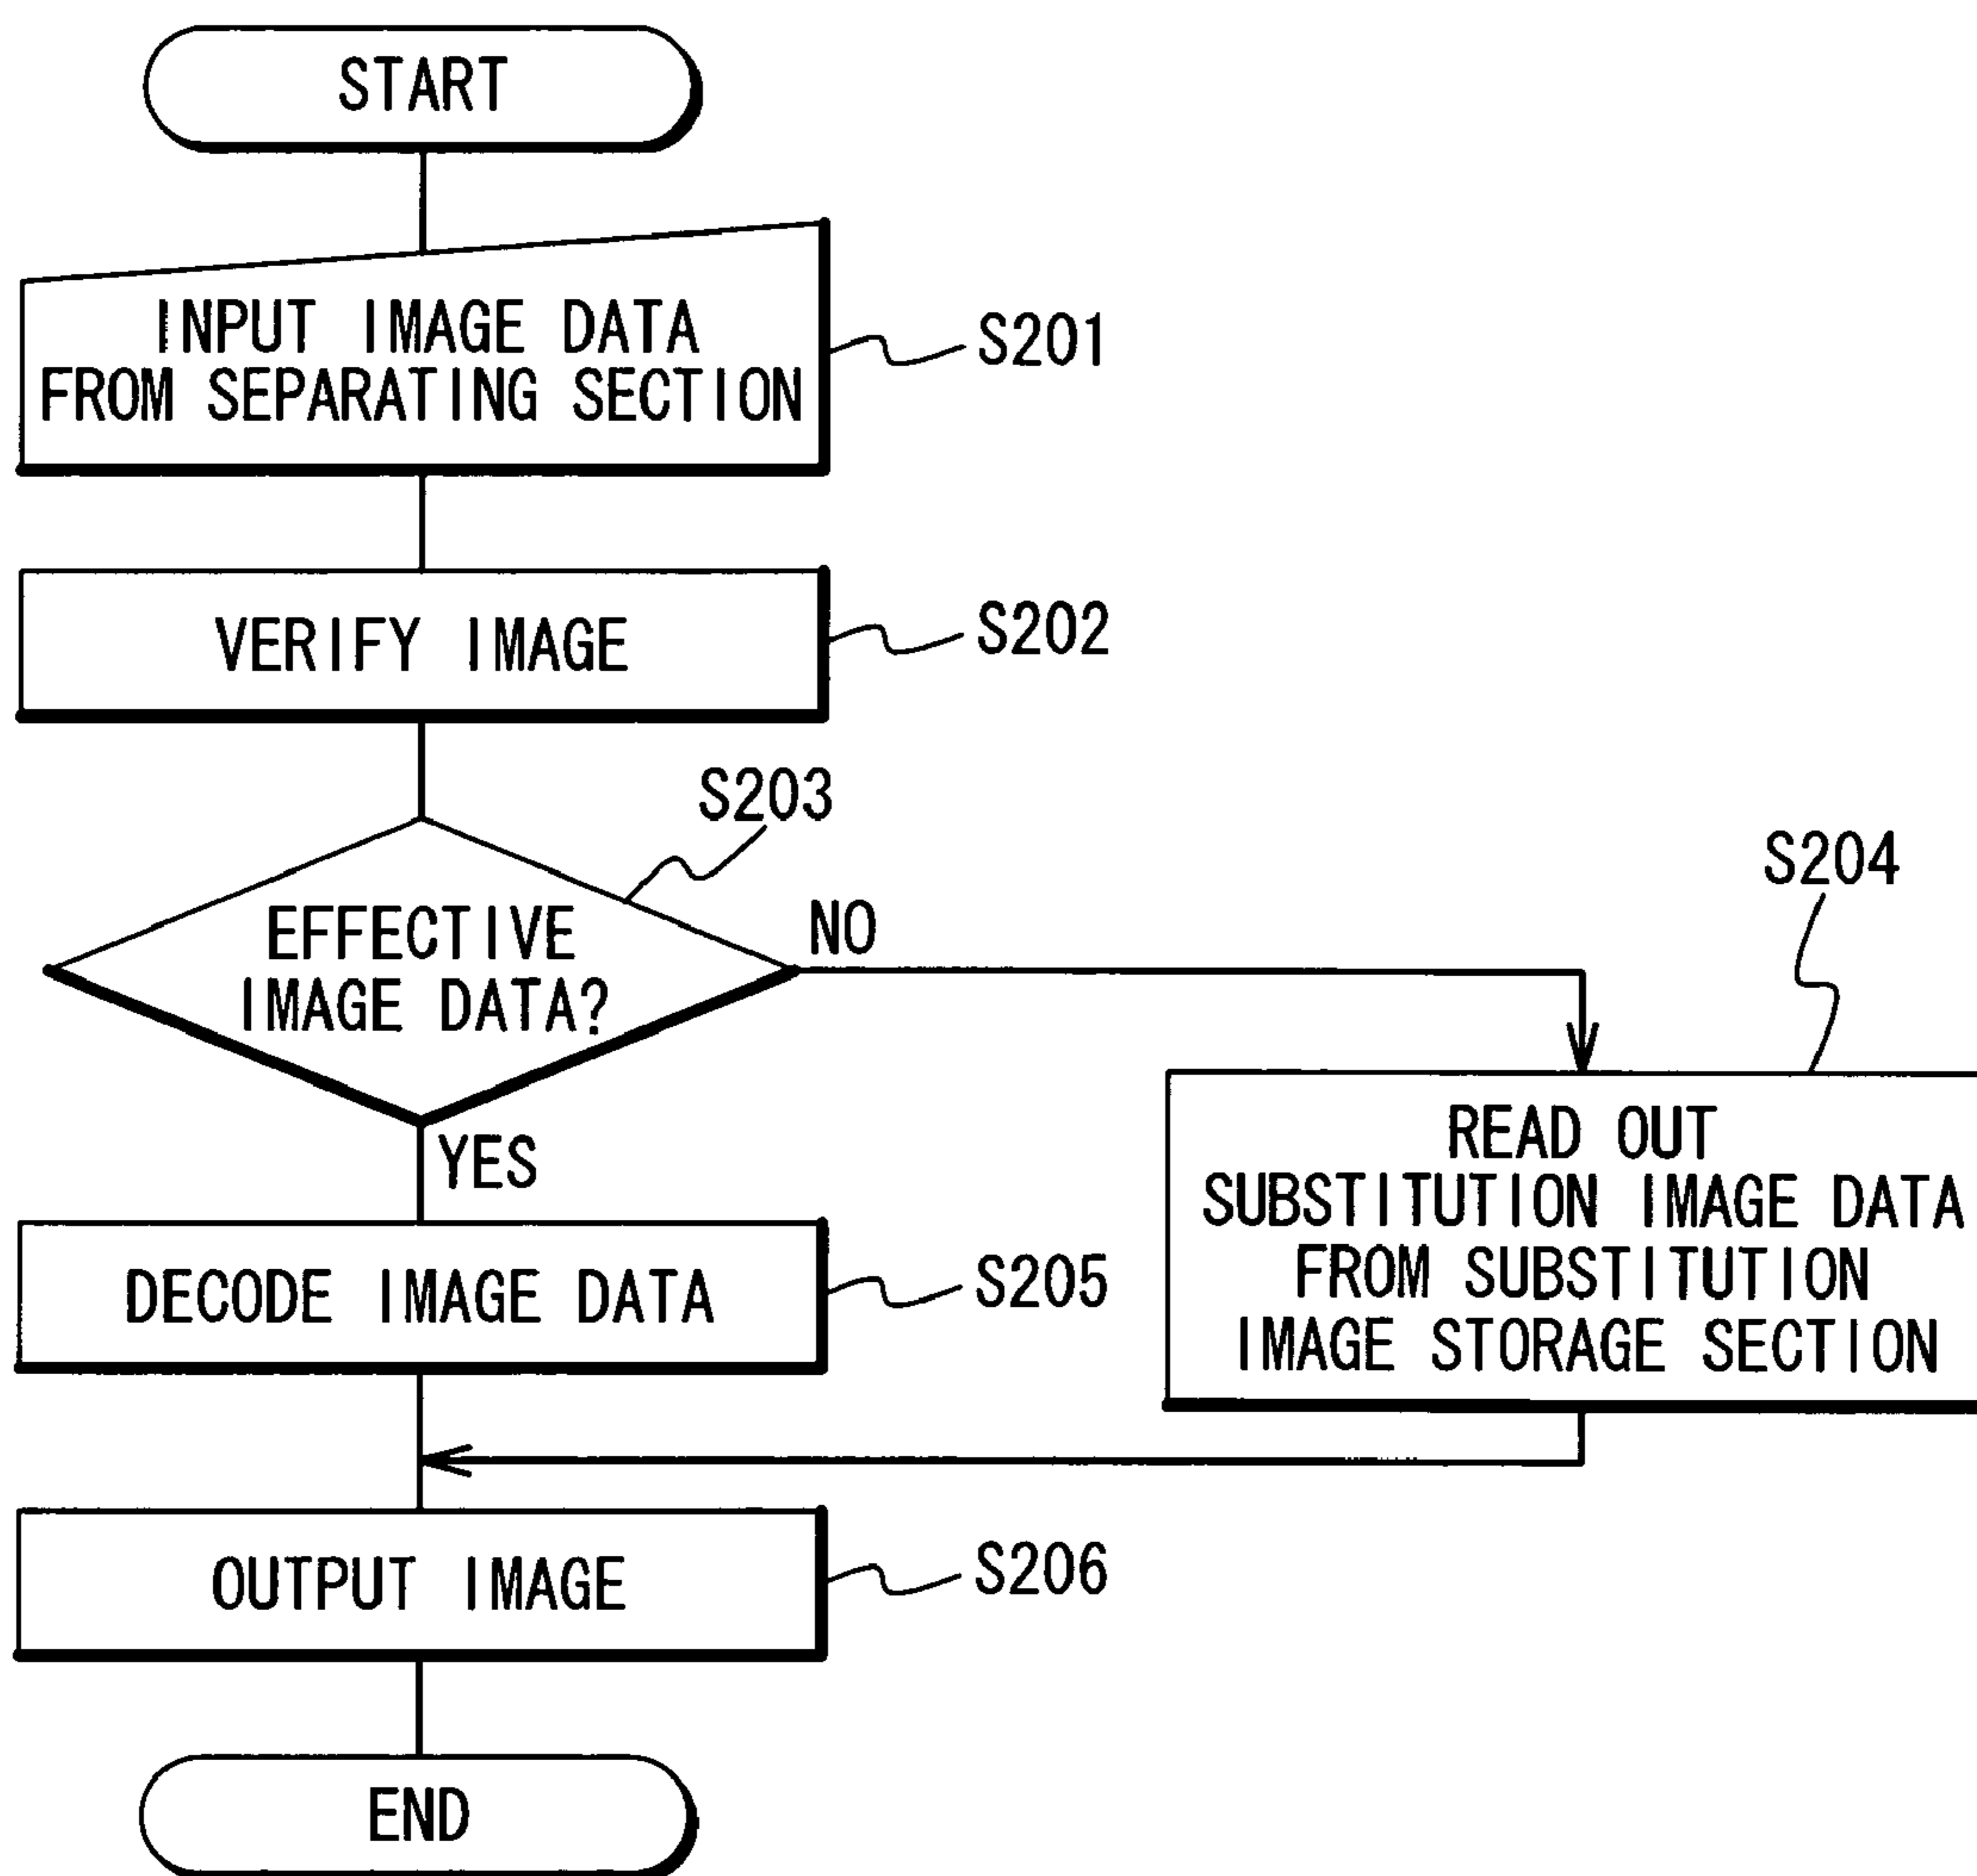 START
INPUT IMAGE DATA
FROM SEPARATING SECTION
S201
VERIFY IMAGE
S202
S203
EFFECTIVE
IMAGE DATA?
NO
YES
S204
READ OUT
SUBSTITUTION IMAGE DATA
FROM SUBSTITUTION
IMAGE STORAGE SECTION
DECODE IMAGE DATA
S205
OUTPUT IMAGE
S206
END